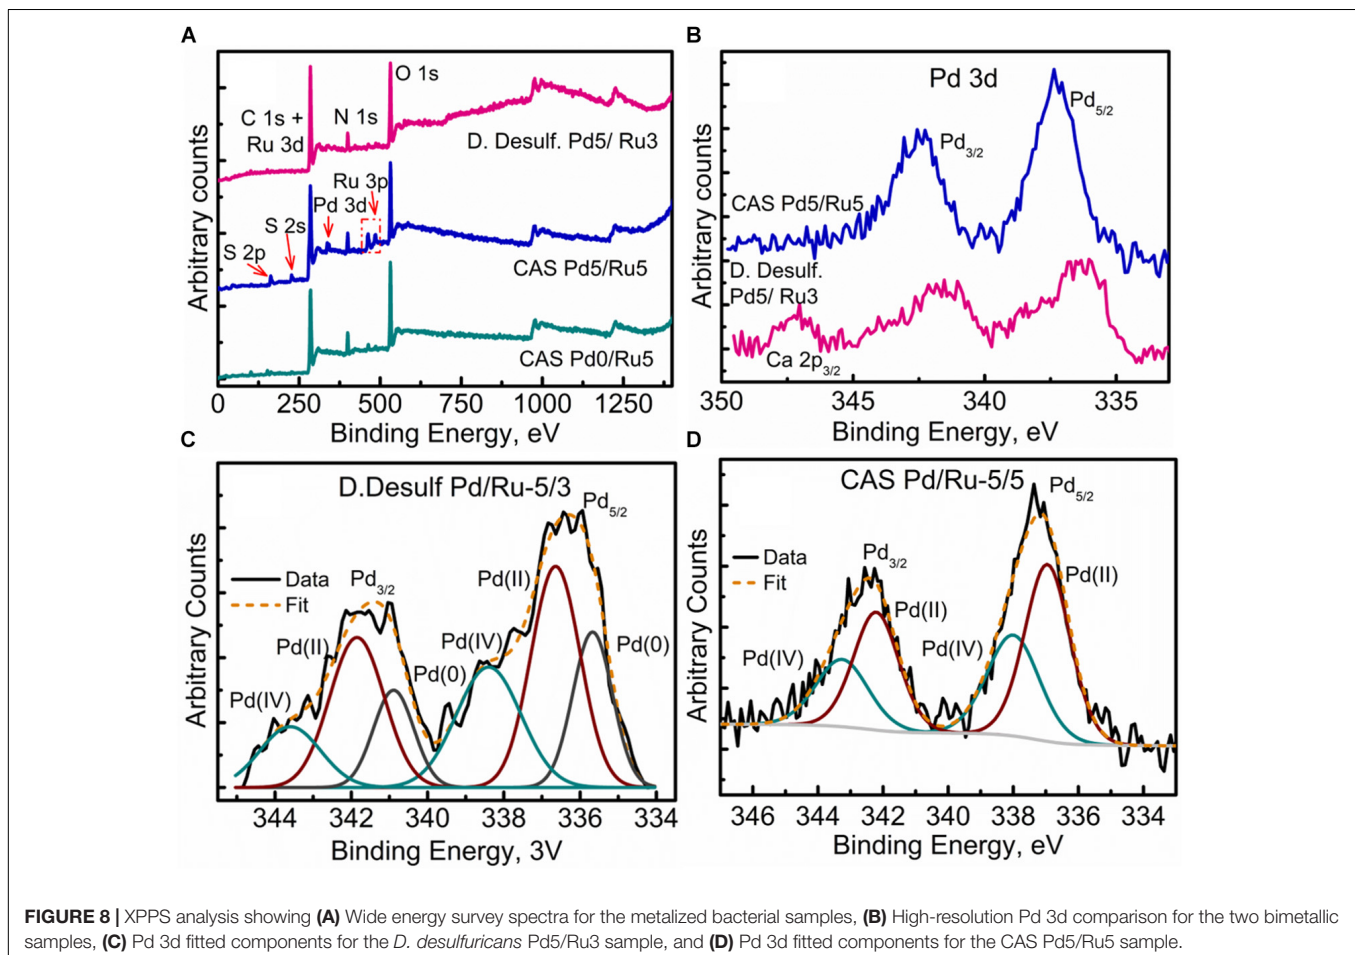 A
Arbitrary counts
C 1s +
Ru 3d
N 1s
O 1s
D. Desulf. Pd5/ Ru3
Ru 3p
Pd 3d
S 2s
S 2p
CAS Pd5/Ru5
CAS Pd0/Ru5
0 250 500 750 1000 1250
Binding Energy, eV
B
Arbitrary counts
Pd 3d
Pd5/2
Pd3/2
CAS Pd5/Ru5
D. Desulf.
Pd5/ Ru3
Ca 2p3/2
350 345 340 335
Binding Energy, eV
C
Arbitrary Counts
D.Desulf Pd/Ru-5/3
Pd5/2
Data
Fit
Pd3/2
Pd(II)
Pd(II)
Pd(IV)
Pd(0)
Pd(0)
Pd(IV)
344 342 340 338 336 334
Binding Energy, 3V
D
Arbitrary Counts
CAS Pd/Ru-5/5
Pd5/2
Data
Fit
Pd3/2
Pd(II)
Pd(II)
Pd(IV)
Pd(IV)
346 344 342 340 338 336 334
Binding Energy, eV
FIGURE 8 | XPPS analysis showing (A) Wide energy survey spectra for the metalized bacterial samples, (B) High-resolution Pd 3d comparison for the two bimetallic
samples, (C) Pd 3d fitted components for the D. desulfuricans Pd5/Ru3 sample, and (D) Pd 3d fitted components for the CAS Pd5/Ru5 sample.